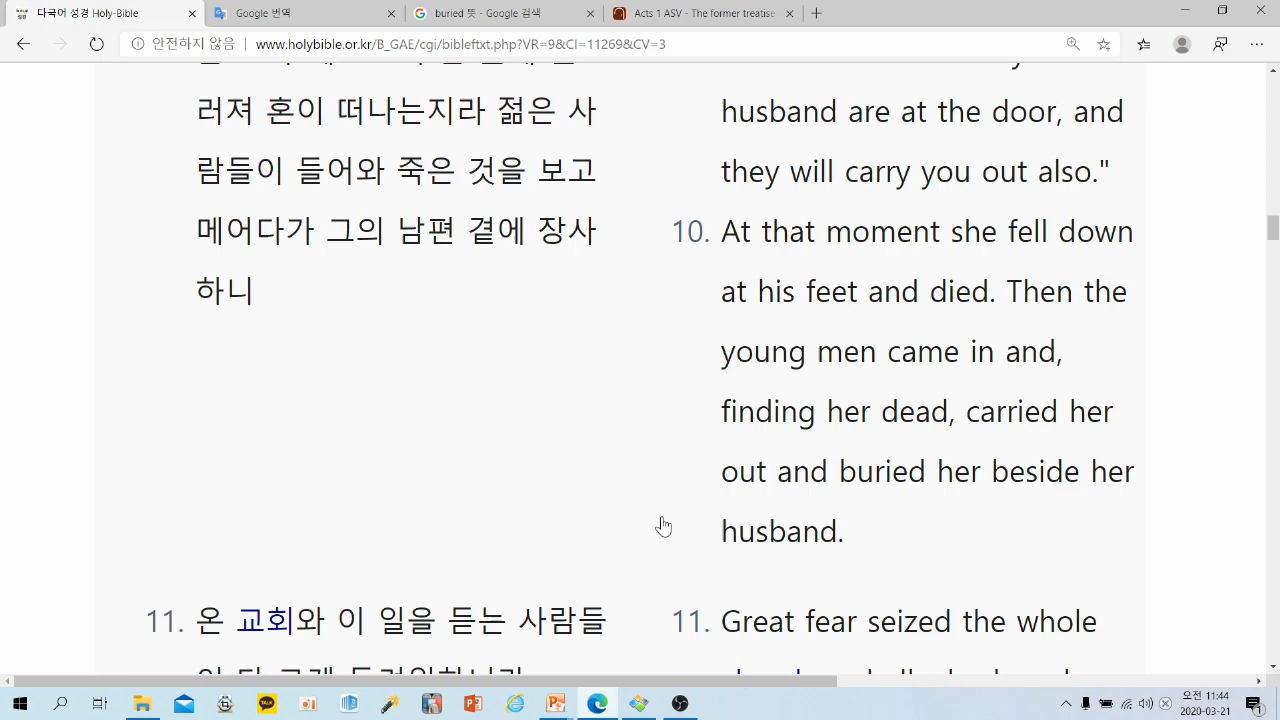 다국어 성경 Holy-Bible
Google 번역
buried 뜻 - Google 검색
Acts 1 ASV - The former treatise
안전하지 않음
www.holybible.or.kr/B_GAE/cgi/bibleftxt.php?VR=9&CI=11269&CV=3
러져 혼이 떠나는지라 젊은 사
람들이 들어와 죽은 것을 보고
메어다가 그의 남편 곁에 장사
하니
husband are at the door, and
they will carry you out also."
10. At that moment she fell down
at his feet and died. Then the
young men came in and,
finding her dead, carried her
out and buried her beside her
husband.
11. 온 교회와 이 일을 듣는 사람들
11. Great fear seized the whole
오전 11:44
2020-03-21